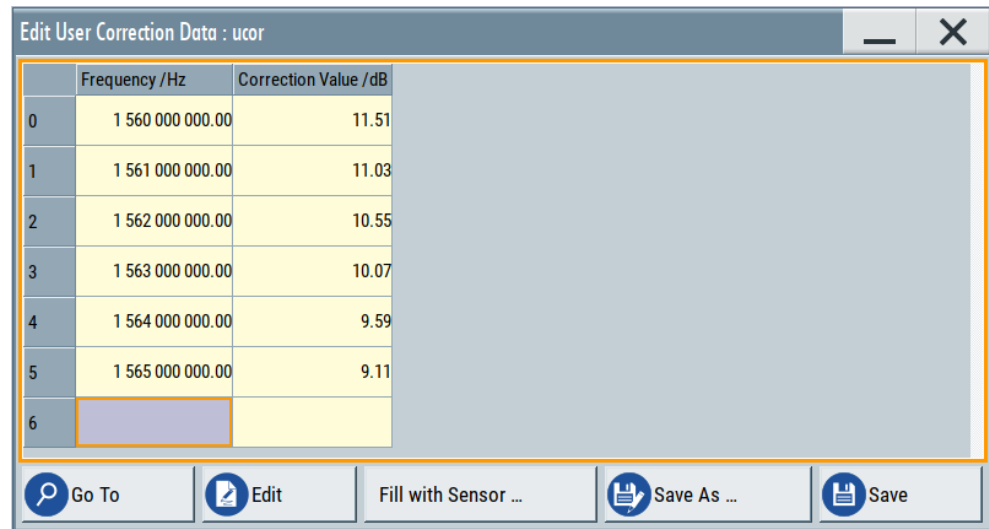 Edit User Correction Data : ucor
Frequency /Hz Correction Value /dB
0 1 560 000 000.00 11.51
1 1 561 000 000.00 11.03
2 1 562 000 000.00 10.55
3 1 563 000 000.00 10.07
4 1 564 000 000.00 9.59
5 1 565 000 000.00 9.11
6
Go To Edit Fill with Sensor ... Save As ... Save